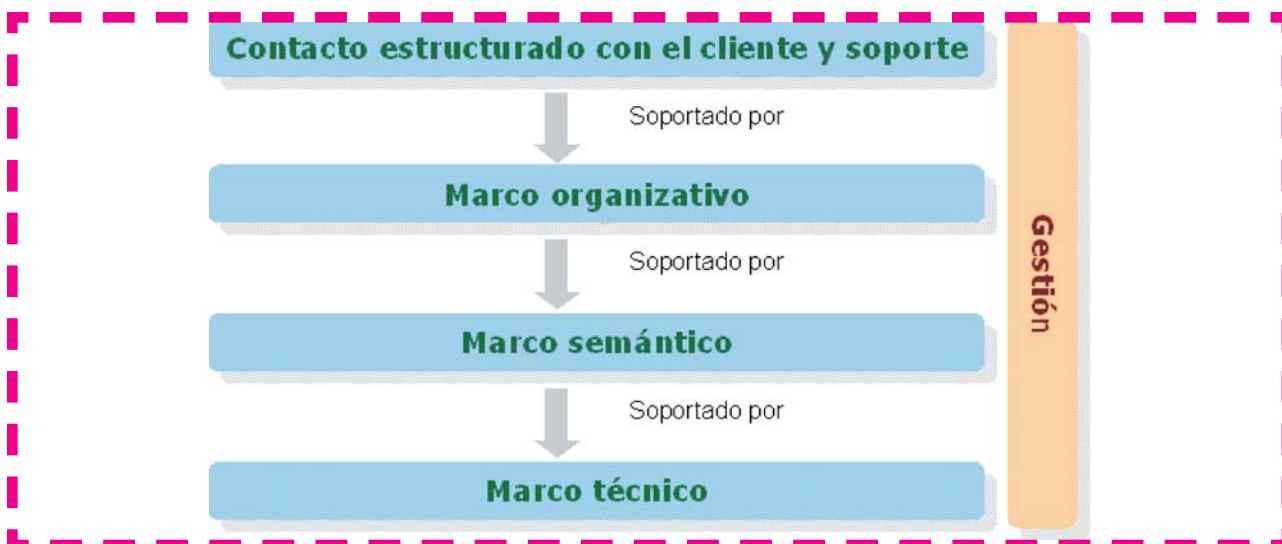 Contacto estructurado con el cliente y soporte
Soportado por
Marco organizativo
Soportado por
Marco semántico
Soportado por
Marco técnico
Gestión